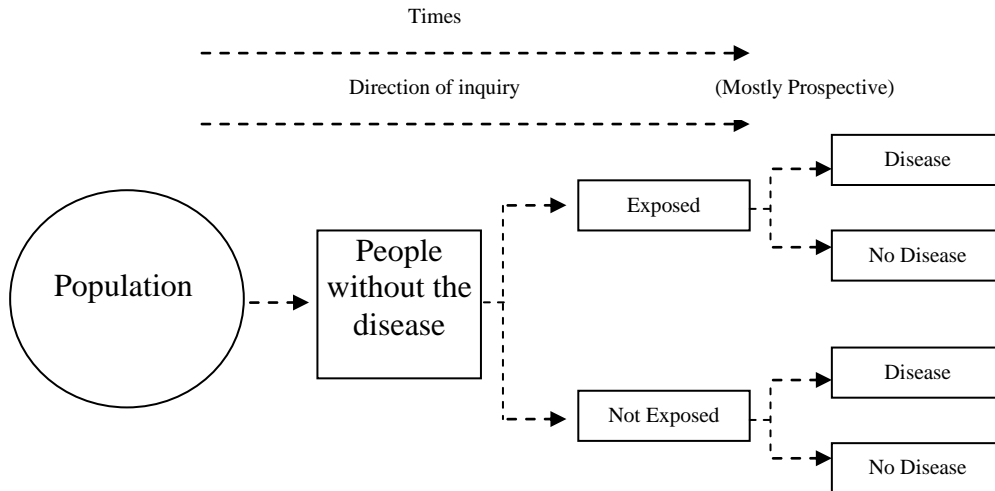 Times
Direction of inquiry
(Mostly Prospective)
Disease
Exposed
No Disease
Population
People
without the
disease
Disease
Not Exposed
No Disease